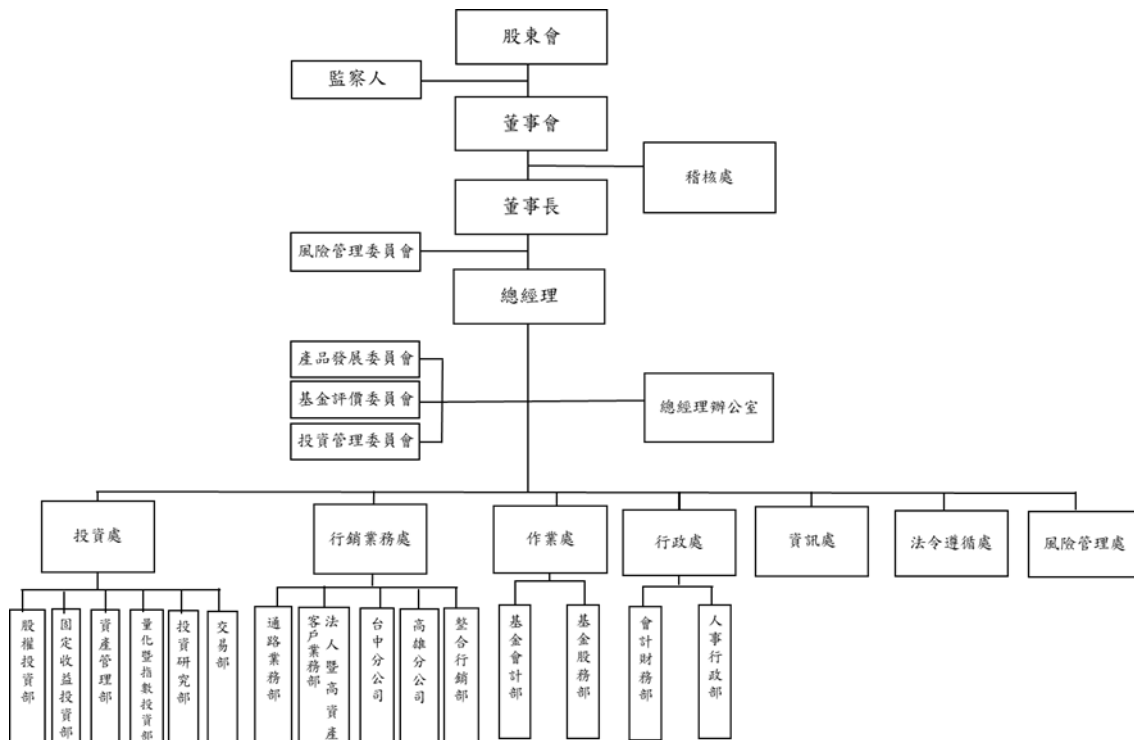 股東會
監察人
董事會
稽核處
董事長
風險管理委員會
總經理
產品發展委員會
基金評價委員會
總經理辦公室
投資管理委員會
投資處
行銷業務處
作業處
行政處
資訊處
法令遵循處
風險管理處
股權投資部
固定收益投資部
資產管理部
量化暨指數投資部
投資研究部
交易部
通路業務部
法人暨高資產
客戶業務部
台中分公司
高雄分公司
整合行銷部
基金會計部
基金股務部
會計財務部
人事行政部